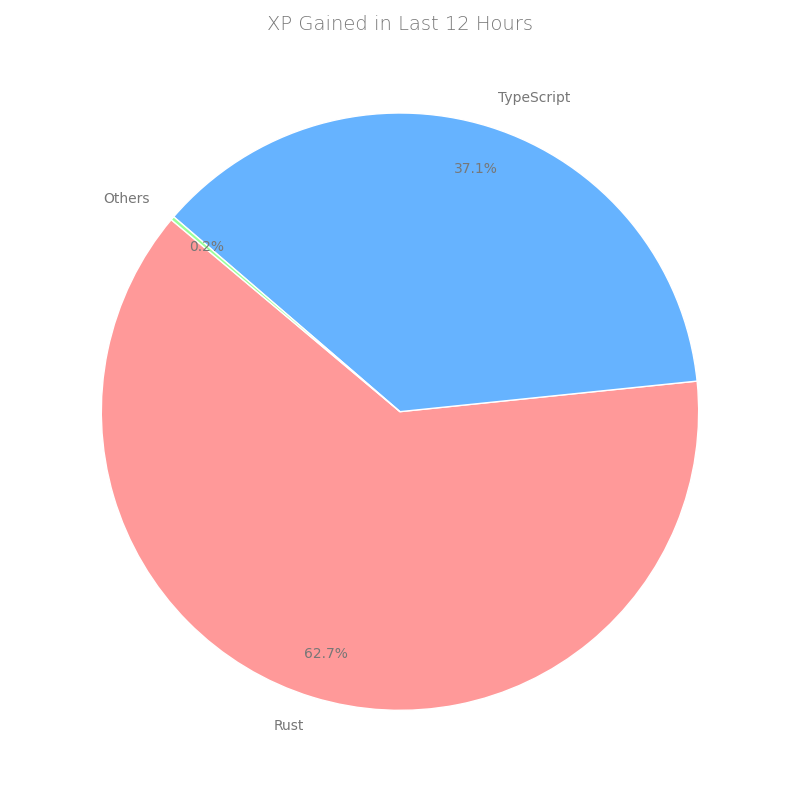 XP Gained in Last 12 Hours
TypeScript
37.1%
Others
0.2%
62.7%
Rust